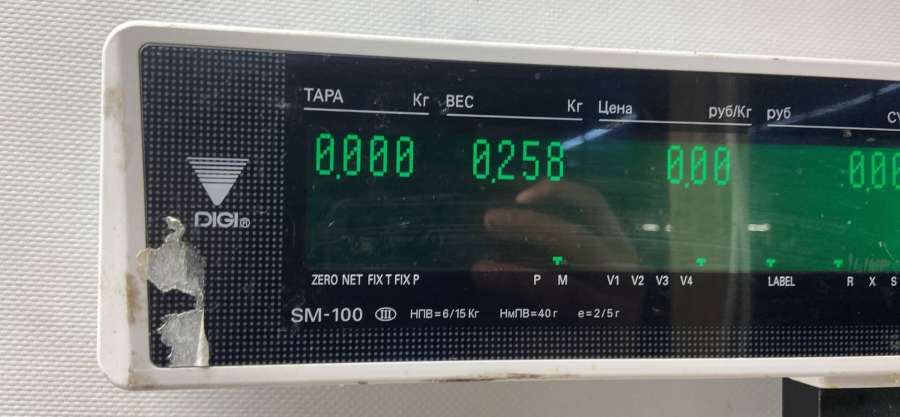 ТАРА Кг ВЕС Кг Цена руб/Кг руб
0.000 0.258 0.00
DIGI®
ZERO NET FIX T FIX P P M V1 V2 V3 V4 LABEL R X S
SM-100 III НПВ=6/15 Кг НмПВ=40 г e=2/5 г